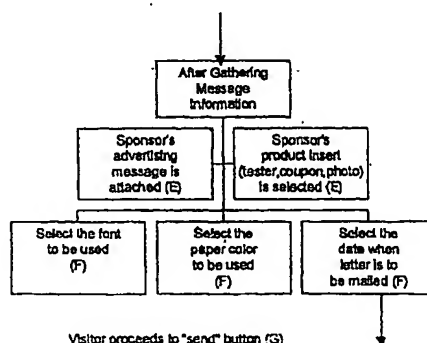 After Gathering
Message
Information
Sponsor's
advertising
message is
attached (E)
Sponsor's
product insert
(tester,coupon,photo)
is selected (E)
Select the font
to be used
(F)
Select the
paper color
to be used
(F)
Select the
date when
letter is to
be mailed (F)
Visitor proceeds to "send" button (G)